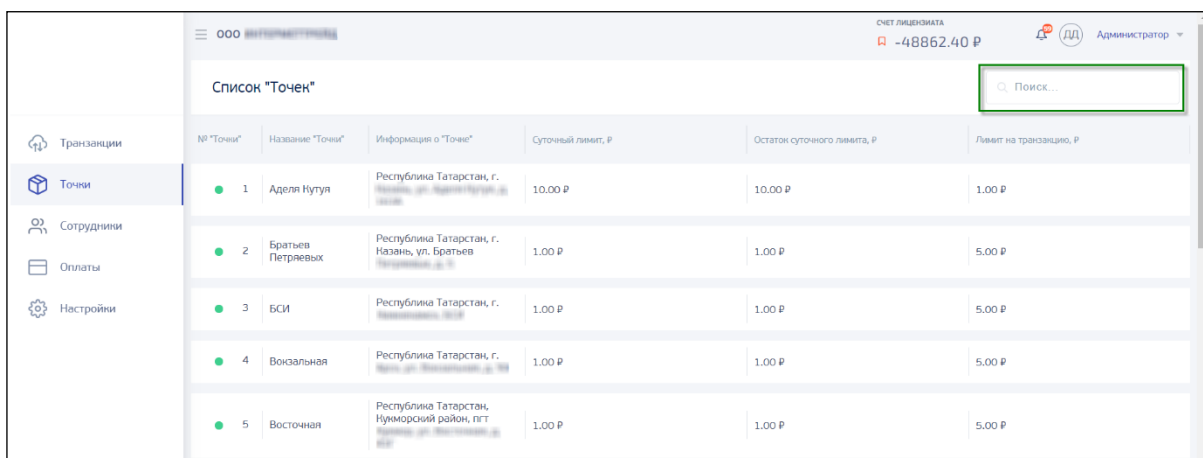 СЧЕТ ЛИЦЕНЗИАТА
ООО
-48862.40 ₽
ДД
Администратор
Список "Точек"
Поиск...
Транзакции
Точки
Сотрудники
Оплаты
Настройки
№ "Точки" Название "Точки" Информация о "Точке" Суточный лимит, ₽ Остаток суточного лимита, ₽ Лимит на транзакцию, ₽
1 Аделя Кутуя Республика Татарстан, г. 10.00 ₽ 10.00 ₽ 1.00 ₽
2 Братьев Петряевых Республика Татарстан, г.
Казань, ул. Братьев 1.00 ₽ 1.00 ₽ 5.00 ₽
3 БСИ Республика Татарстан, г. 1.00 ₽ 1.00 ₽ 5.00 ₽
4 Вокзальная Республика Татарстан, г. 1.00 ₽ 1.00 ₽ 5.00 ₽
5 Восточная Республика Татарстан,
Кукморский район, пгт 1.00 ₽ 1.00 ₽ 5.00 ₽